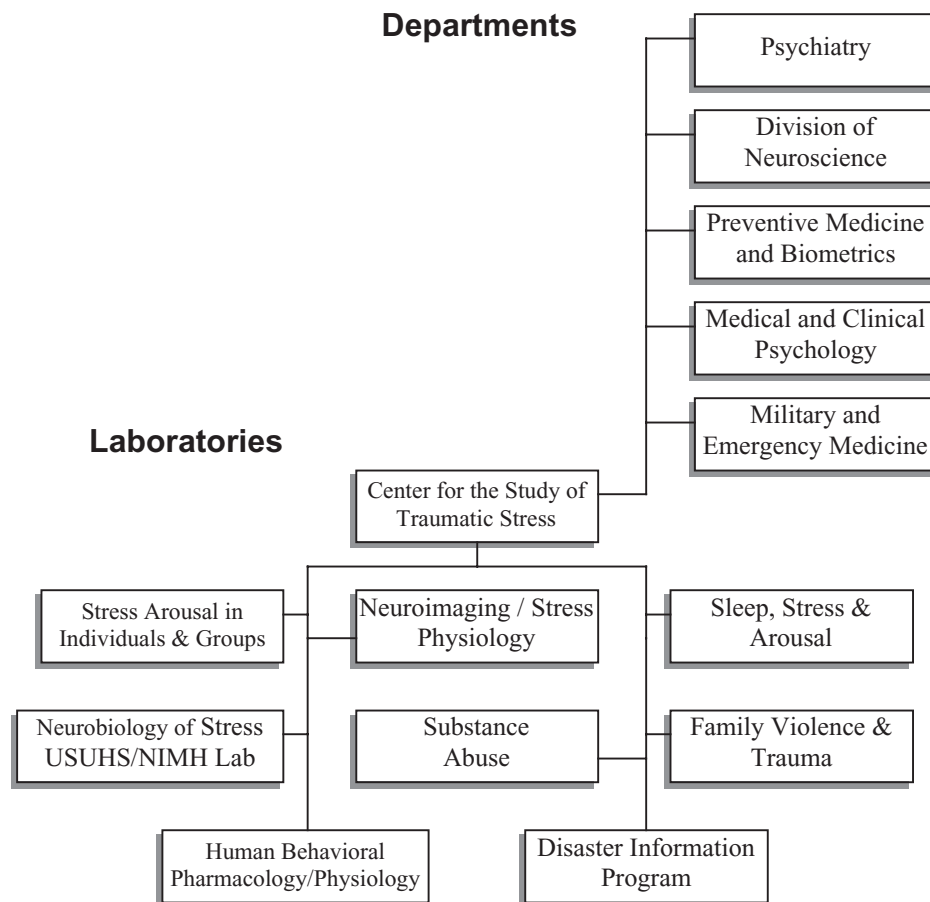 Departments
Psychiatry
Division of
Neuroscience
Preventive Medicine
and Biometrics
Medical and Clinical
Psychology
Military and
Emergency Medicine
Laboratories
Center for the Study of
Traumatic Stress
Stress Arousal in
Individuals & Groups
Neuroimaging / Stress
Physiology
Sleep, Stress &
Arousal
Neurobiology of Stress
USUHS/NIMH Lab
Substance
Abuse
Family Violence &
Trauma
Human Behavioral
Pharmacology/Physiology
Disaster Information
Program